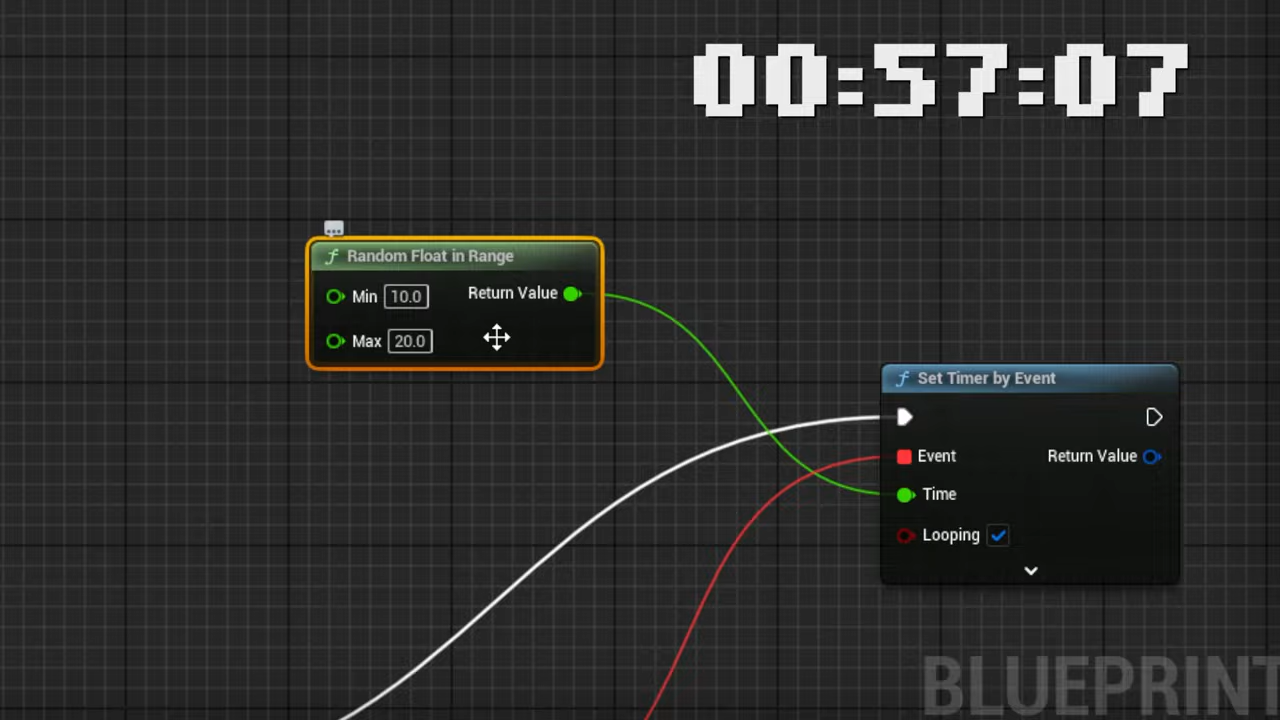 00:57:07
Random Float in Range
Min 10.0 Return Value
Max 20.0
Set Timer by Event
Event Return Value
Time
Looping
BLUEPRINT